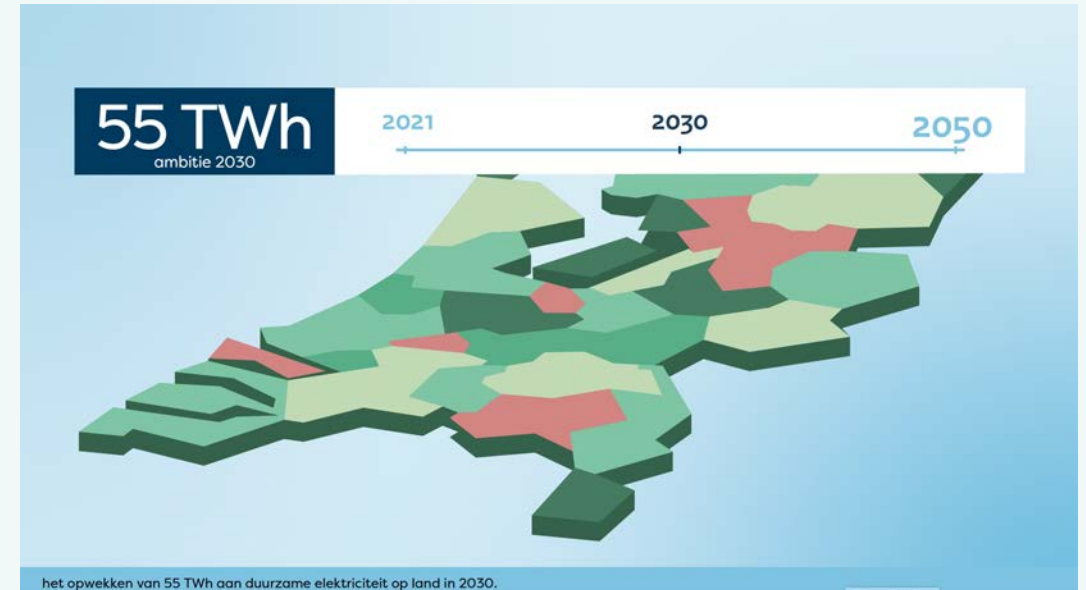 55 TWh
ambitie 2030
2021
2030
2050
het opwekken van 55 TWh aan duurzame elektriciteit op land in 2030.